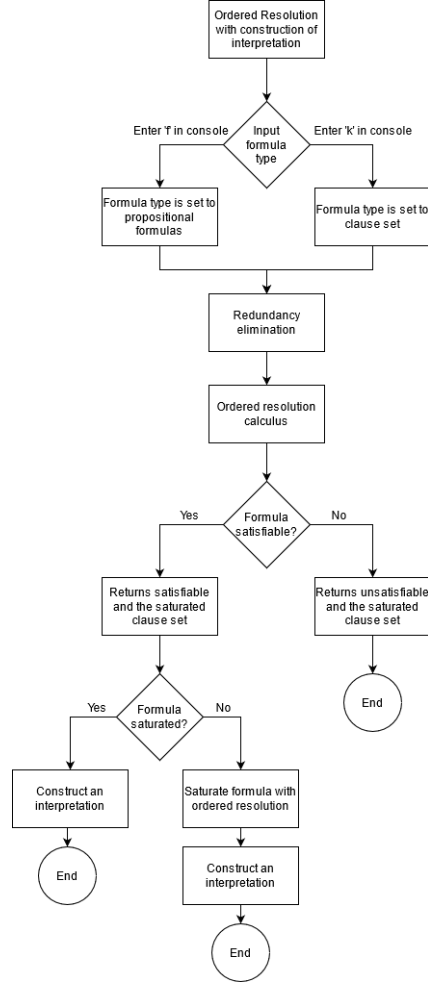 Ordered Resolution
with construction of
interpretation
Enter 'f' in console
Input
formula
type
Enter 'k' in console
Formula type is set to
propositional
formulas
Formula type is set to
clause set
Redundancy
elimination
Ordered resolution
calculus
Yes
Formula
satisfiable?
No
Returns satisfiable
and the saturated
clause set
Returns unsatisfiable
and the saturated
clause set
End
Yes
Formula
saturated?
No
Construct an
interpretation
Saturate formula with
ordered resolution
End
Construct an
interpretation
End